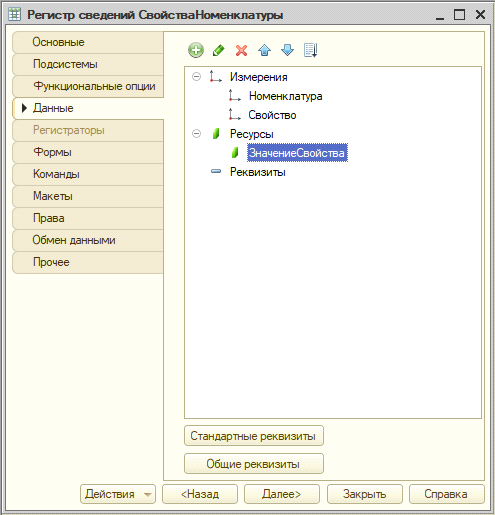 Регистр сведений СвойстваНоменклатуры
Основные
Подсистемы
Функциональные опции
Данные
Регистраторы
Формы
Команды
Макеты
Права
Обмен данными
Прочее
Измерения
Номенклатура
Свойство
Ресурсы
ЗначениеСвойства
Реквизиты
Стандартные реквизиты
Общие реквизиты
Действия
<Назад
Далее>
Закрыть
Справка